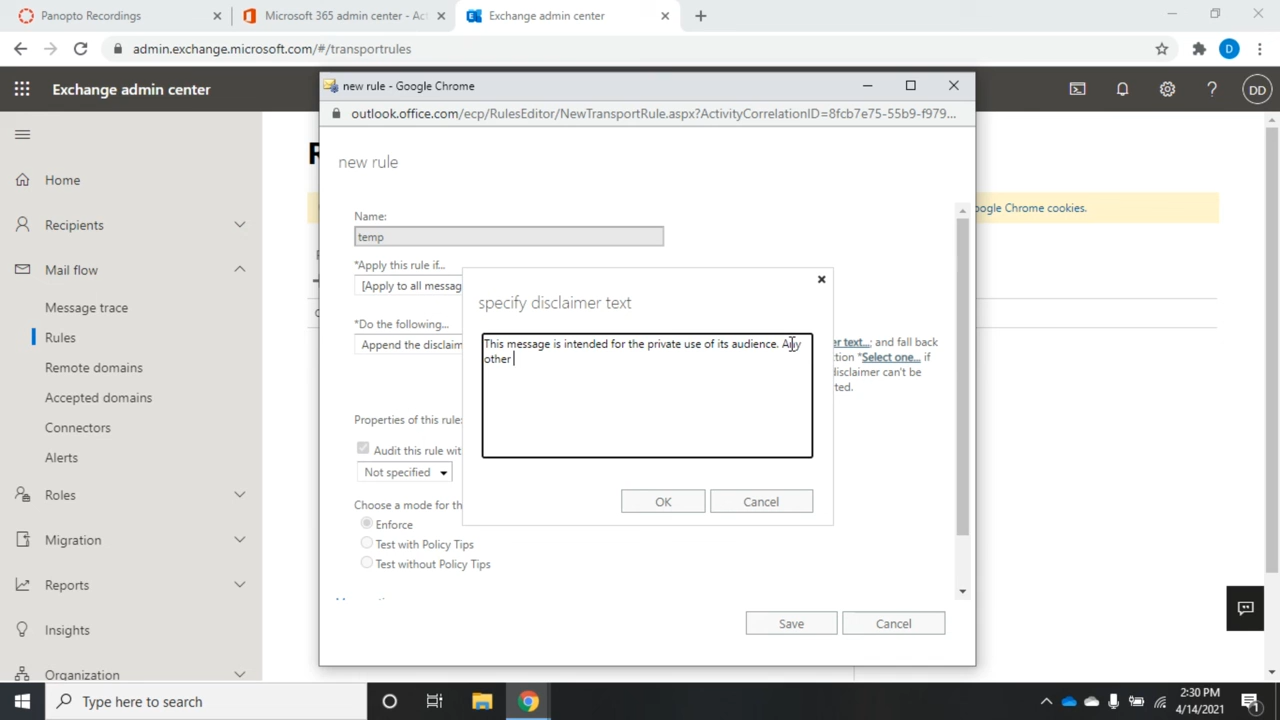 Panopto Recordings
Microsoft 365 admin center - Act
Exchange admin center
admin.exchange.microsoft.com/#/transportrules
Exchange admin center
DD
new rule - Google Chrome
outlook.office.com/ecp/RulesEditor/NewTransportRule.aspx?ActivityCorrelationID=8fcb7e75-55b9-f979...
Home
Recipients
Mail flow
Message trace
Rules
Remote domains
Accepted domains
Connectors
Alerts
Roles
Migration
Reports
Insights
Organization
oogle Chrome cookies.
new rule
Name:
temp
*Apply this rule if...
[Apply to all messag
*Do the following...
Append the disclaim
er text...; and fall back
ction *Select one... if
disclaimer can't be
ted.
Properties of this rule:
Audit this rule wit
Not specified
Choose a mode for th
Enforce
Test with Policy Tips
Test without Policy Tips
specify disclaimer text
This message is intended for the private use of its audience. Any
other
OK
Cancel
Save
Cancel
Type here to search
2:30 PM
4/14/2021